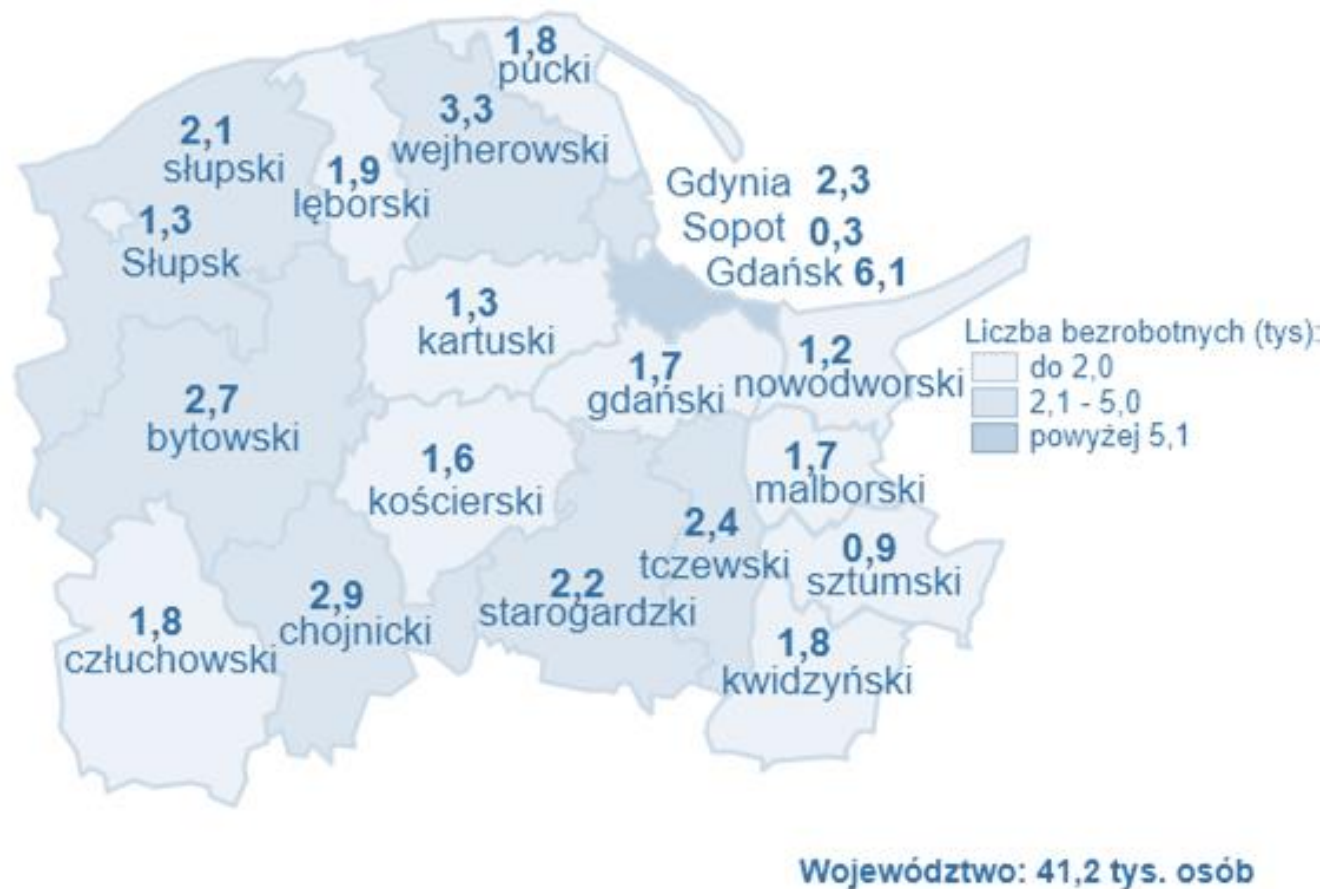 1,8
pucki
3,3
wejherowski
2,1
słupski
1,9
lęborski
1,3
Słupsk
Gdynia 2,3
Sopot 0,3
Gdańsk 6,1
1,3
kartuski
1,7
gdański
1,2
nowodworski
Liczba bezrobotnych (tys):
do 2,0
2,1 - 5,0
powyżej 5,1
2,7
bytowski
1,6
kościerski
1,7
malborski
2,4
tczewski
0,9
sztumski
2,2
starogardzki
2,9
chojnicki
1,8
człuchowski
1,8
kwidzyński
Województwo: 41,2 tys. osób